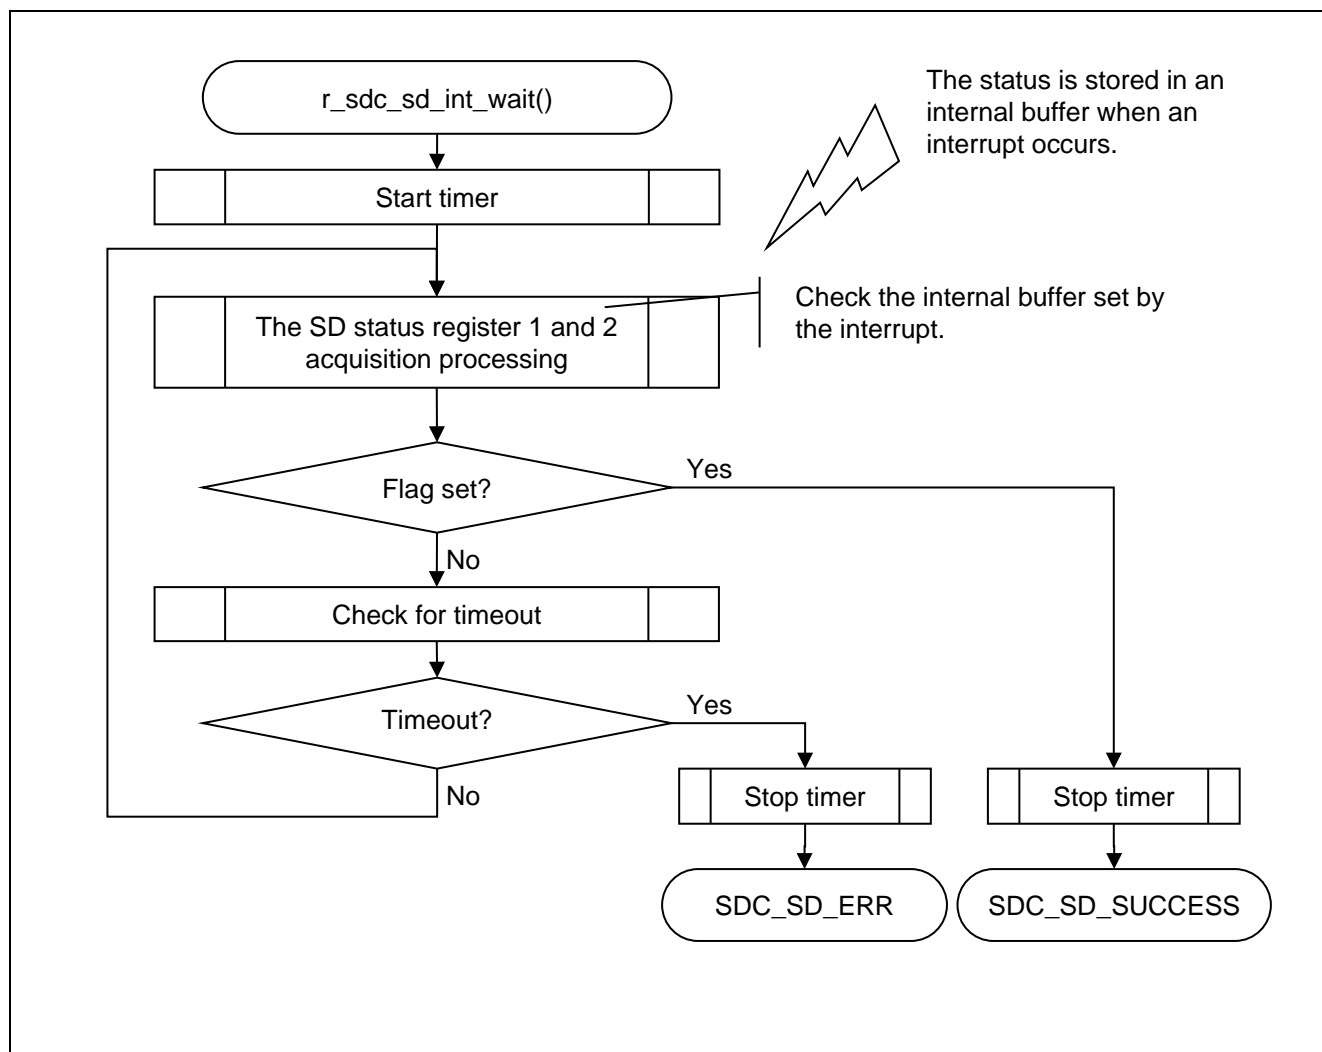 r_sdc_sd_int_wait()
The status is stored in an
internal buffer when an
interrupt occurs.
Start timer
Check the internal buffer set by
the interrupt.
The SD status register 1 and 2
acquisition processing
Yes
Flag set?
No
Check for timeout
Yes
Timeout?
No
Stop timer
Stop timer
SDC_SD_ERR
SDC_SD_SUCCESS